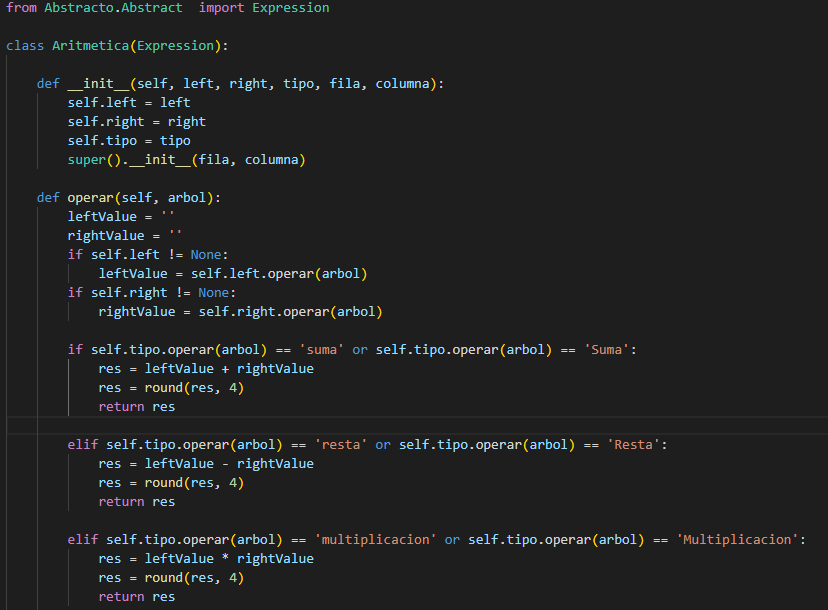 from Abstracto.Abstract  import Expression
class Aritmetica(Expression):
def __init__(self, left, right, tipo, fila, columna):
self.left = left
self.right = right
self.tipo = tipo
super().__init__(fila, columna)
def operar(self, arbol):
leftValue = ''
rightValue = ''
if self.left != None:
leftValue = self.left.operar(arbol)
if self.right != None:
rightValue = self.right.operar(arbol)
if self.tipo.operar(arbol) == 'suma' or self.tipo.operar(arbol) == 'Suma':
res = leftValue + rightValue
res = round(res, 4)
return res
elif self.tipo.operar(arbol) == 'resta' or self.tipo.operar(arbol) == 'Resta':
res = leftValue - rightValue
res = round(res, 4)
return res
elif self.tipo.operar(arbol) == 'multiplicacion' or self.tipo.operar(arbol) == 'Multiplicacion':
res = leftValue * rightValue
res = round(res, 4)
return res